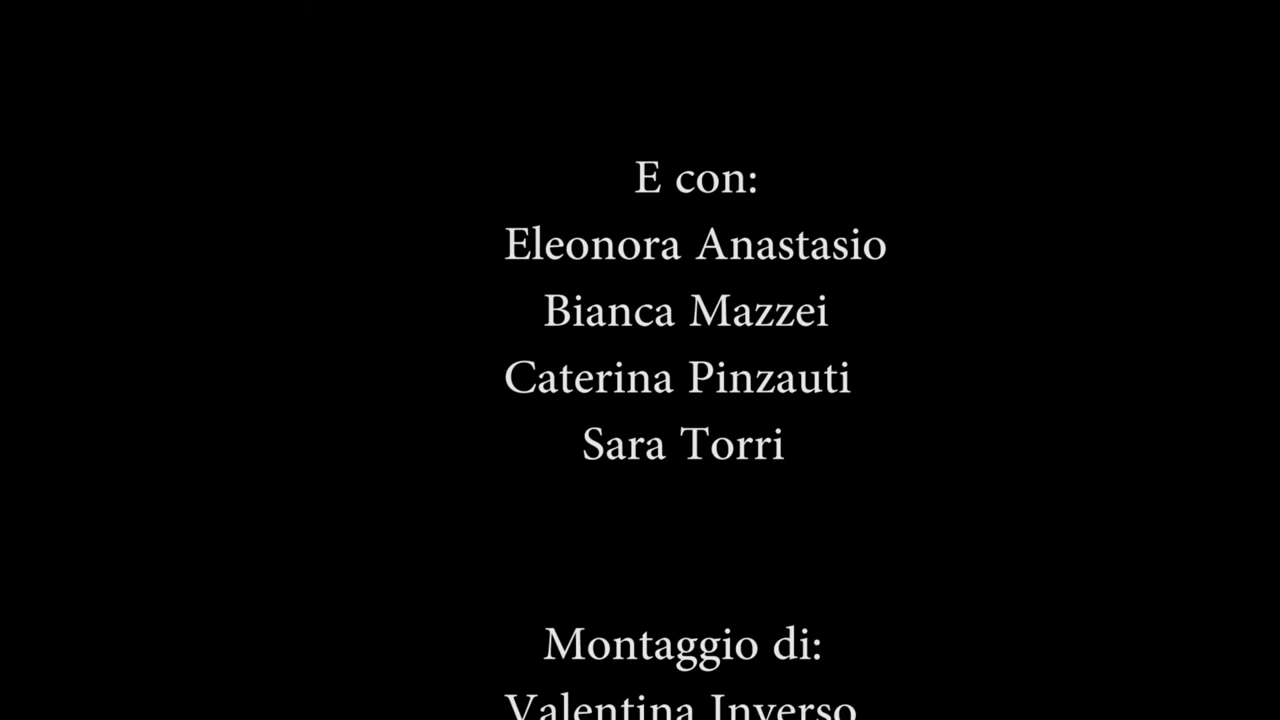 E con:
Eleonora Anastasio
Bianca Mazzei
Caterina Pinzauti
Sara Torri
Montaggio di:
Valentina Inverso